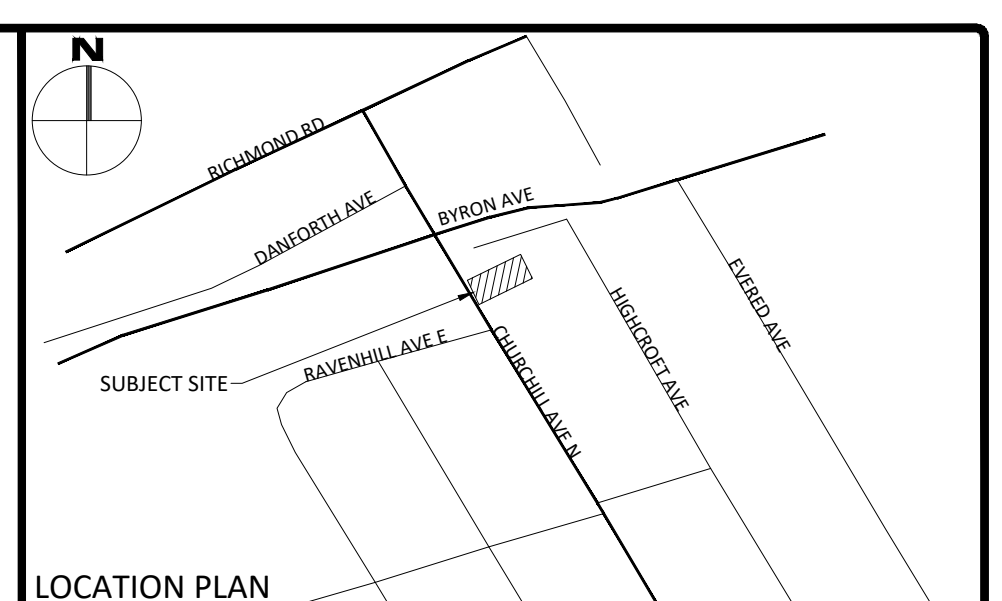 N
RICHMOND RD
DANFORTH AVE
BYRON AVE
EVERED AVE
HIGHCROFT AVE
RAVENHILL AVE E
CHURCHILL AVE N
SUBJECT SITE
LOCATION PLAN